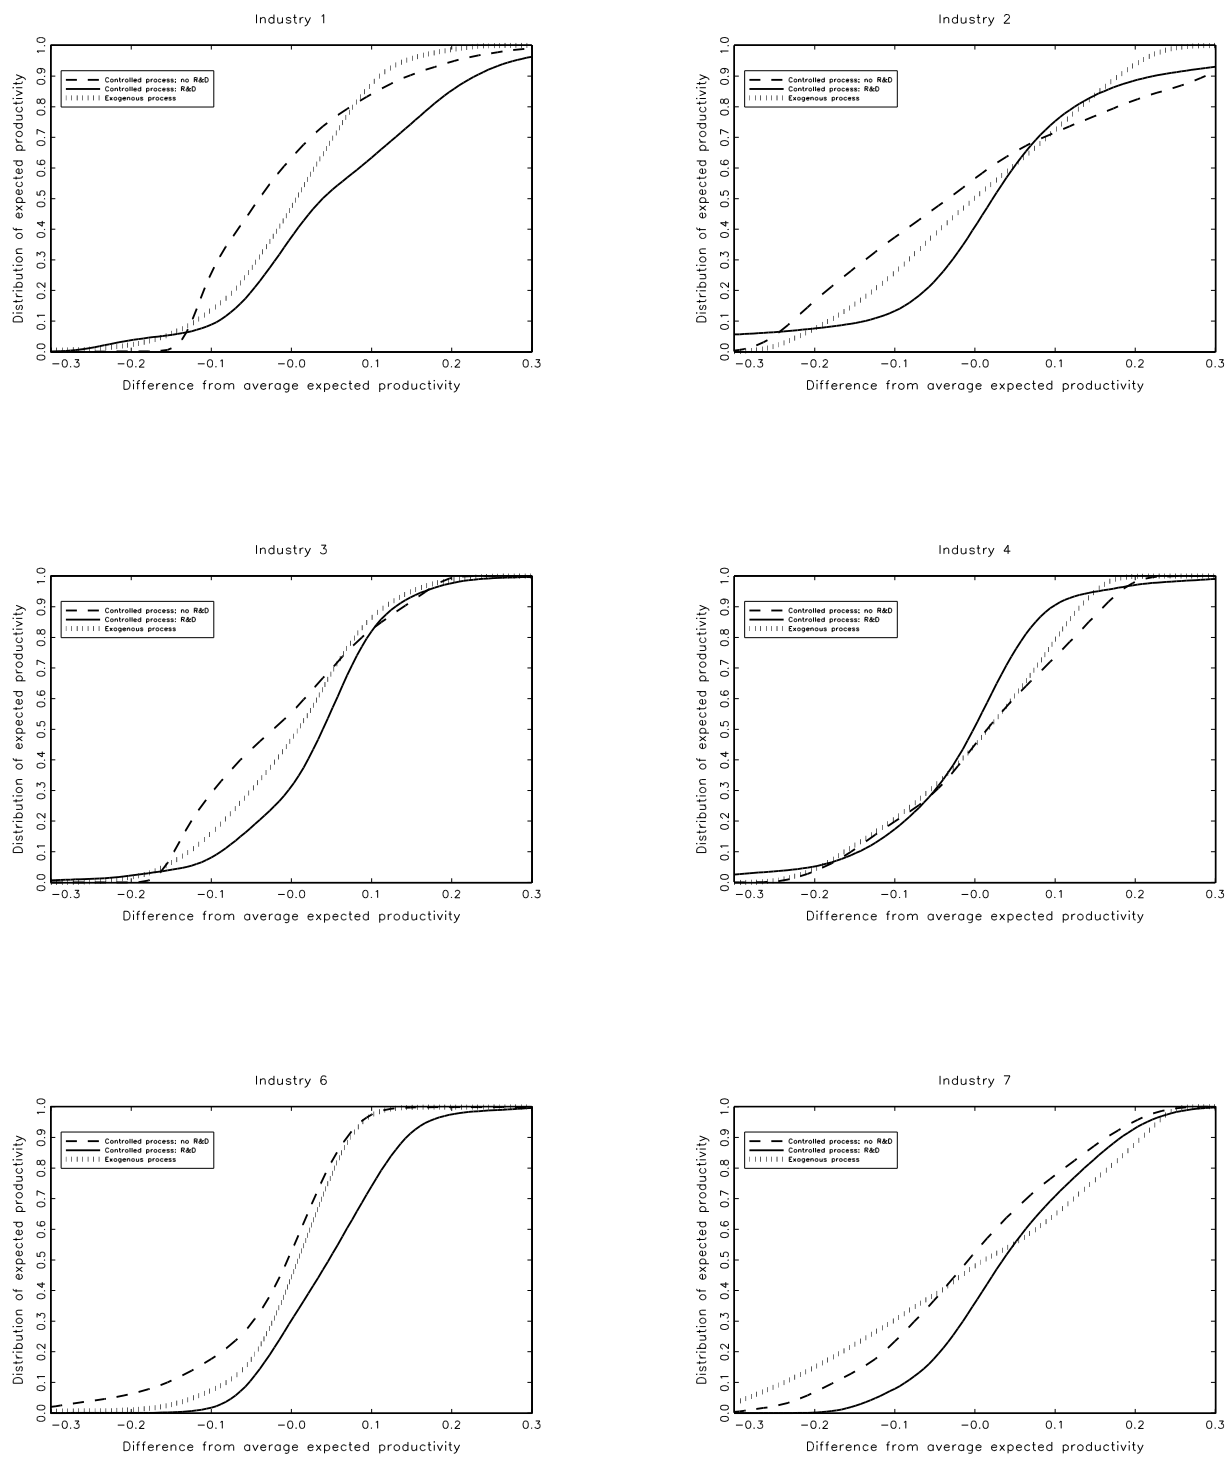 Industry 1
Distribution of expected productivity
0.0 0.1 0.2 0.3 0.4 0.5 0.6 0.7 0.8 0.9 1.0
Controlled process; no R&D
Controlled process; R&D
Exogenous process
−0.3 −0.2 −0.1 −0.0 0.1 0.2 0.3
Difference from average expected productivity
Industry 2
Distribution of expected productivity
0.0 0.1 0.2 0.3 0.4 0.5 0.6 0.7 0.8 0.9 1.0
Controlled process; no R&D
Controlled process; R&D
Exogenous process
−0.3 −0.2 −0.1 −0.0 0.1 0.2 0.3
Difference from average expected productivity
Industry 3
Distribution of expected productivity
0.0 0.1 0.2 0.3 0.4 0.5 0.6 0.7 0.8 0.9 1.0
Controlled process; no R&D
Controlled process; R&D
Exogenous process
−0.3 −0.2 −0.1 −0.0 0.1 0.2 0.3
Difference from average expected productivity
Industry 4
Distribution of expected productivity
0.0 0.1 0.2 0.3 0.4 0.5 0.6 0.7 0.8 0.9 1.0
Controlled process; no R&D
Controlled process; R&D
Exogenous process
−0.3 −0.2 −0.1 −0.0 0.1 0.2 0.3
Difference from average expected productivity
Industry 6
Distribution of expected productivity
0.0 0.1 0.2 0.3 0.4 0.5 0.6 0.7 0.8 0.9 1.0
Controlled process; no R&D
Controlled process; R&D
Exogenous process
−0.3 −0.2 −0.1 −0.0 0.1 0.2 0.3
Difference from average expected productivity
Industry 7
Distribution of expected productivity
0.0 0.1 0.2 0.3 0.4 0.5 0.6 0.7 0.8 0.9 1.0
Controlled process; no R&D
Controlled process; R&D
Exogenous process
−0.3 −0.2 −0.1 −0.0 0.1 0.2 0.3
Difference from average expected productivity